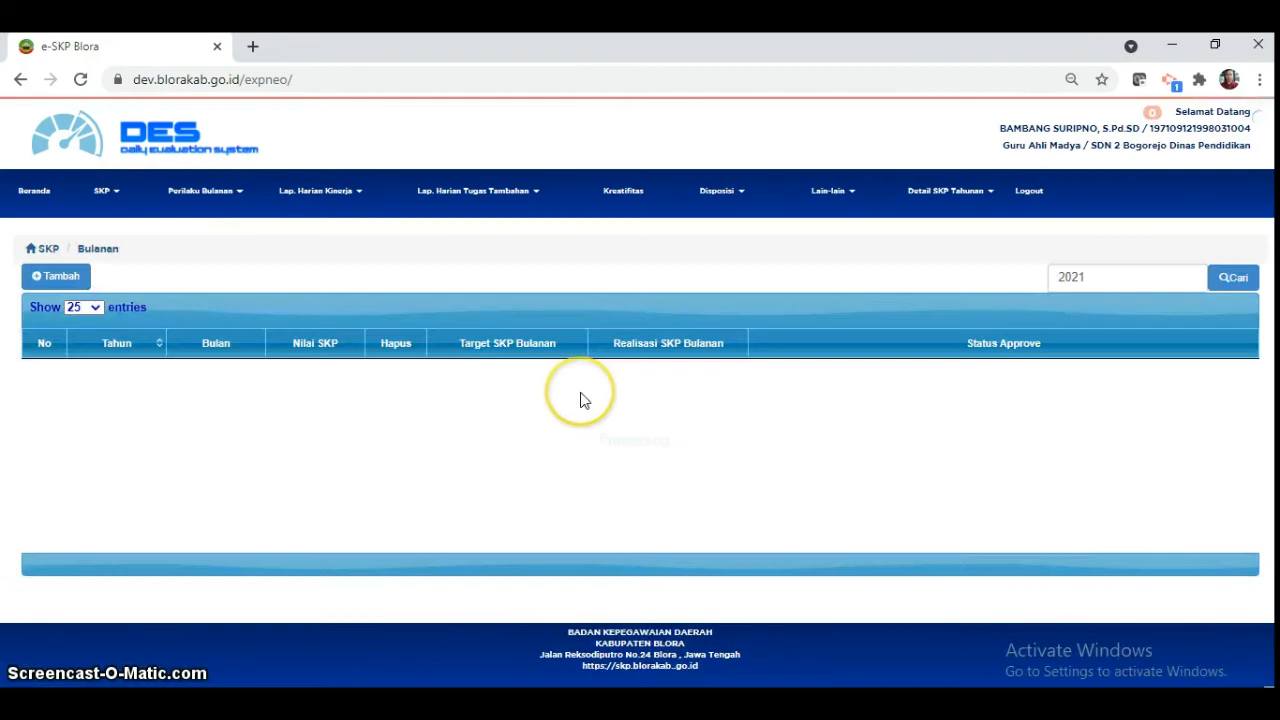 e-SKP Blora
dev.blorakab.go.id/expneo/
1
DES
daily evaluation system
0 Selamat Datang
BAMBANG SURIPNO, S.Pd.SD / 197109121998031004
Guru Ahli Madya / SDN 2 Bogorejo Dinas Pendidikan
Beranda SKP Perilaku Bulanan Lap. Harian Kinerja Lap. Harian Tugas Tambahan Kreatifitas Disposisi Lain-lain Detail SKP Tahunan Logout
SKP / Bulanan
Tambah 2021 Cari
Show 25 entries
No Tahun Bulan Nilai SKP Hapus Target SKP Bulanan Realisasi SKP Bulanan Status Approve
BADAN KEPEGAWAIAN DAERAH
KABUPATEN BLORA
Jalan Reksodiputro No.24 Blora , Jawa Tengah
https://skp.blorakab.go.id
Activate Windows
Go to Settings to activate Windows.
Screencast-O-Matic.com